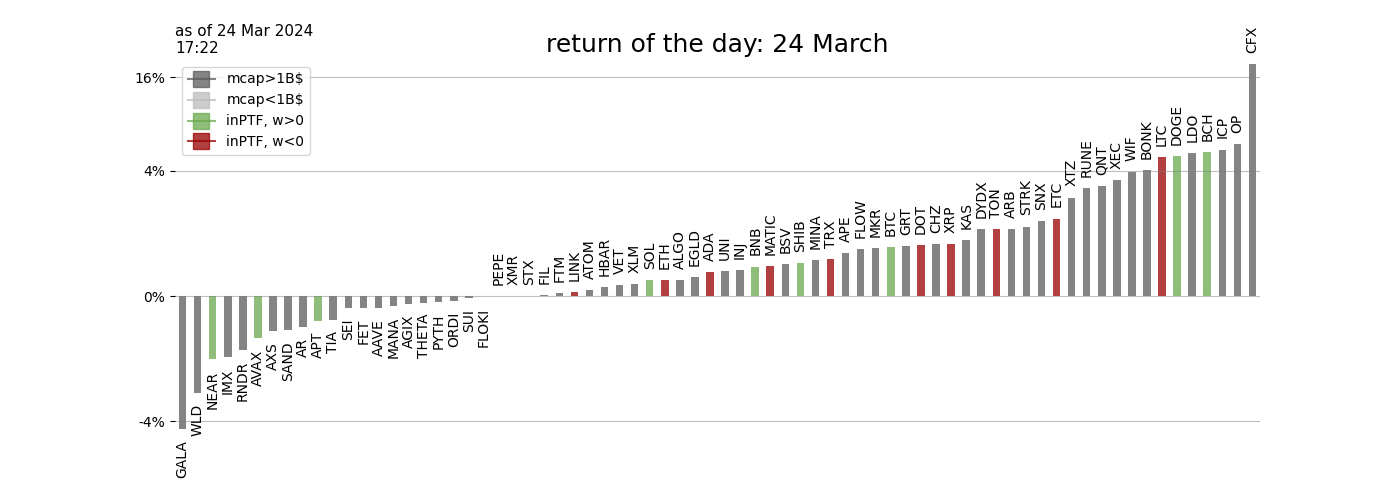 as of 24 Mar 2024
17:22
return of the day: 24 March
mcap>1B$
mcap<1B$
inPTF, w>0
inPTF, w<0
16%
4%
0%
-4%
GALA
WLD
NEAR
IMX
RNDR
AVAX
AXS
SAND
AR
APT
TIA
SEI
FET
AAVE
MANA
AGIX
THETA
PYTH
ORDI
SUI
FLOKI
PEPE
XMR
STX
FIL
FTM
LINK
ATOM
HBAR
VET
XLM
SOL
ETH
ALGO
EGLD
ADA
UNI
INJ
BNB
MATIC
BSV
SHIB
MINA
TRX
APE
FLOW
MKR
BTC
GRT
DOT
CHZ
XRP
KAS
DYDX
TON
ARB
STRK
SNX
ETC
XTZ
RUNE
QNT
XEC
WIF
BONK
LTC
DOGE
LDO
BCH
ICP
OP
CFX